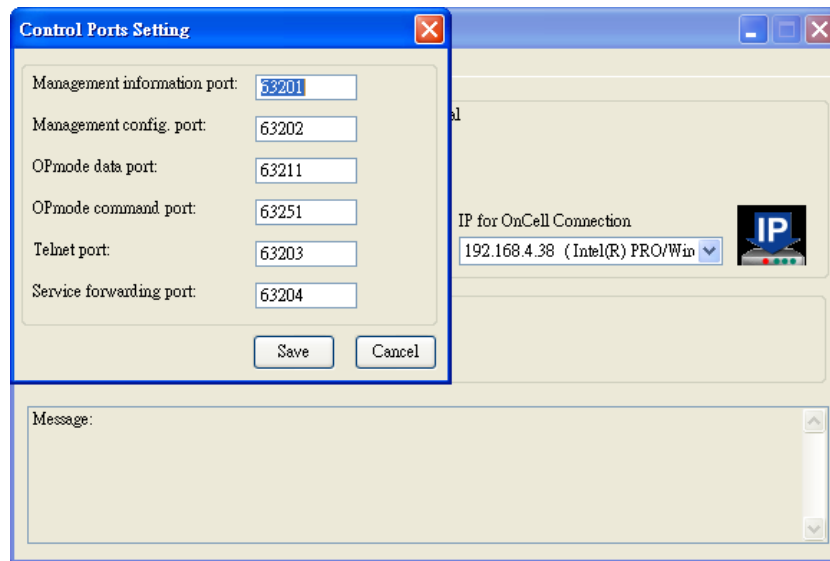 Control Ports Setting
Management information port: 63201
Management config. port: 63202
OPmode data port: 63211
OPmode command port: 63251
Telnet port: 63203
Service forwarding port: 63204
Save Cancel
al
IP for OnCell Connection
192.168.4.38 (Intel(R) PRO/Win
IP
Message: